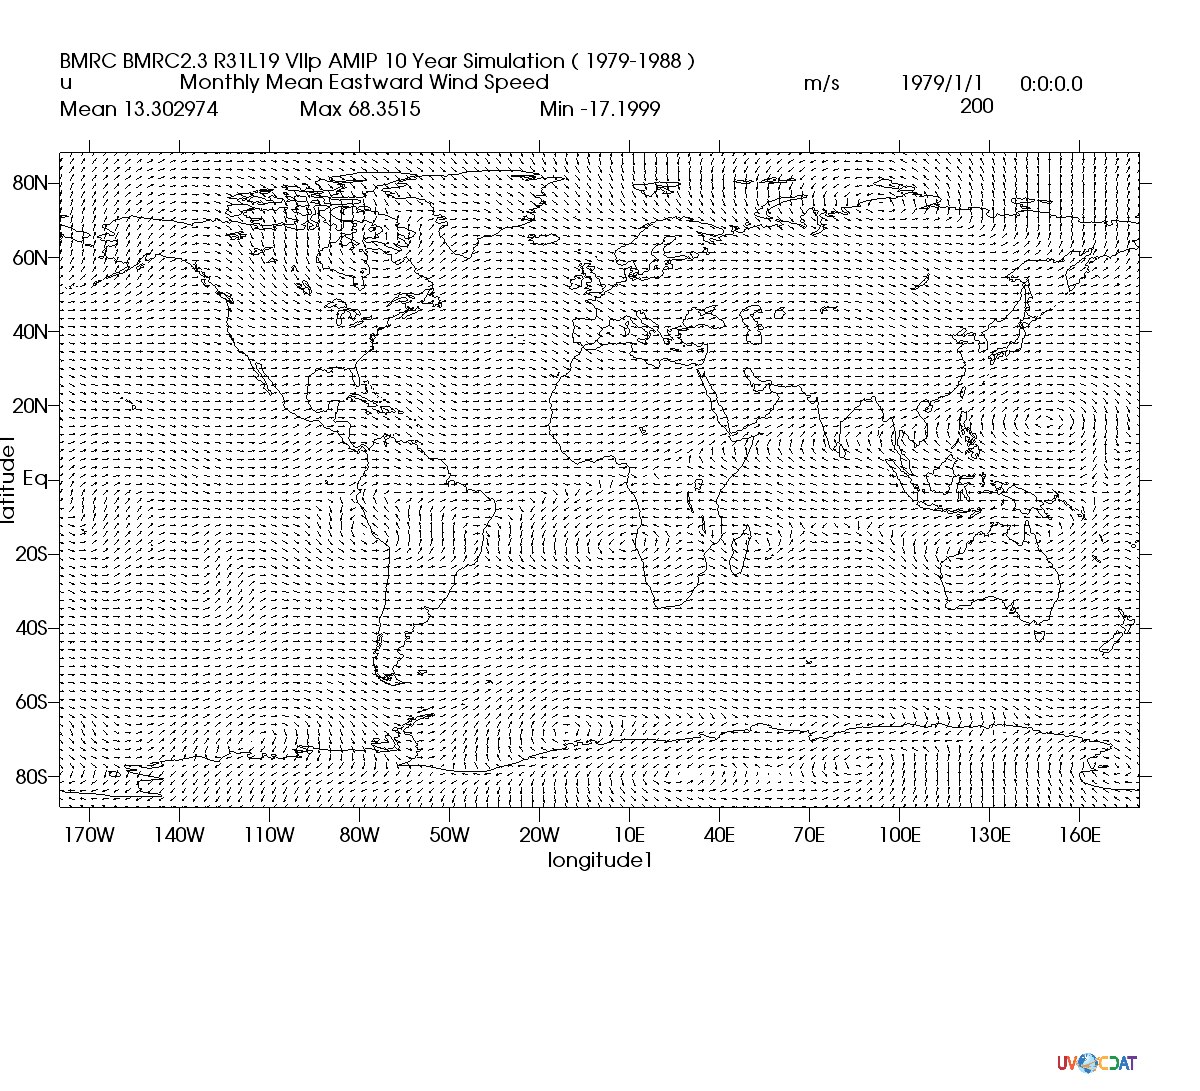 BMRC BMRC2.3 R31L19 VIIp AMIP 10 Year Simulation ( 1979-1988 )
u Monthly Mean Eastward Wind Speed m/s 1979/1/1 0:0:0.0
Mean 13.302974 Max 68.3515 Min -17.1999 200
80N
60N
40N
20N
Eq
20S
40S
60S
80S
latitude1
170W 140W 110W 80W 50W 20W 10E 40E 70E 100E 130E 160E
longitude1
UV-CDAT